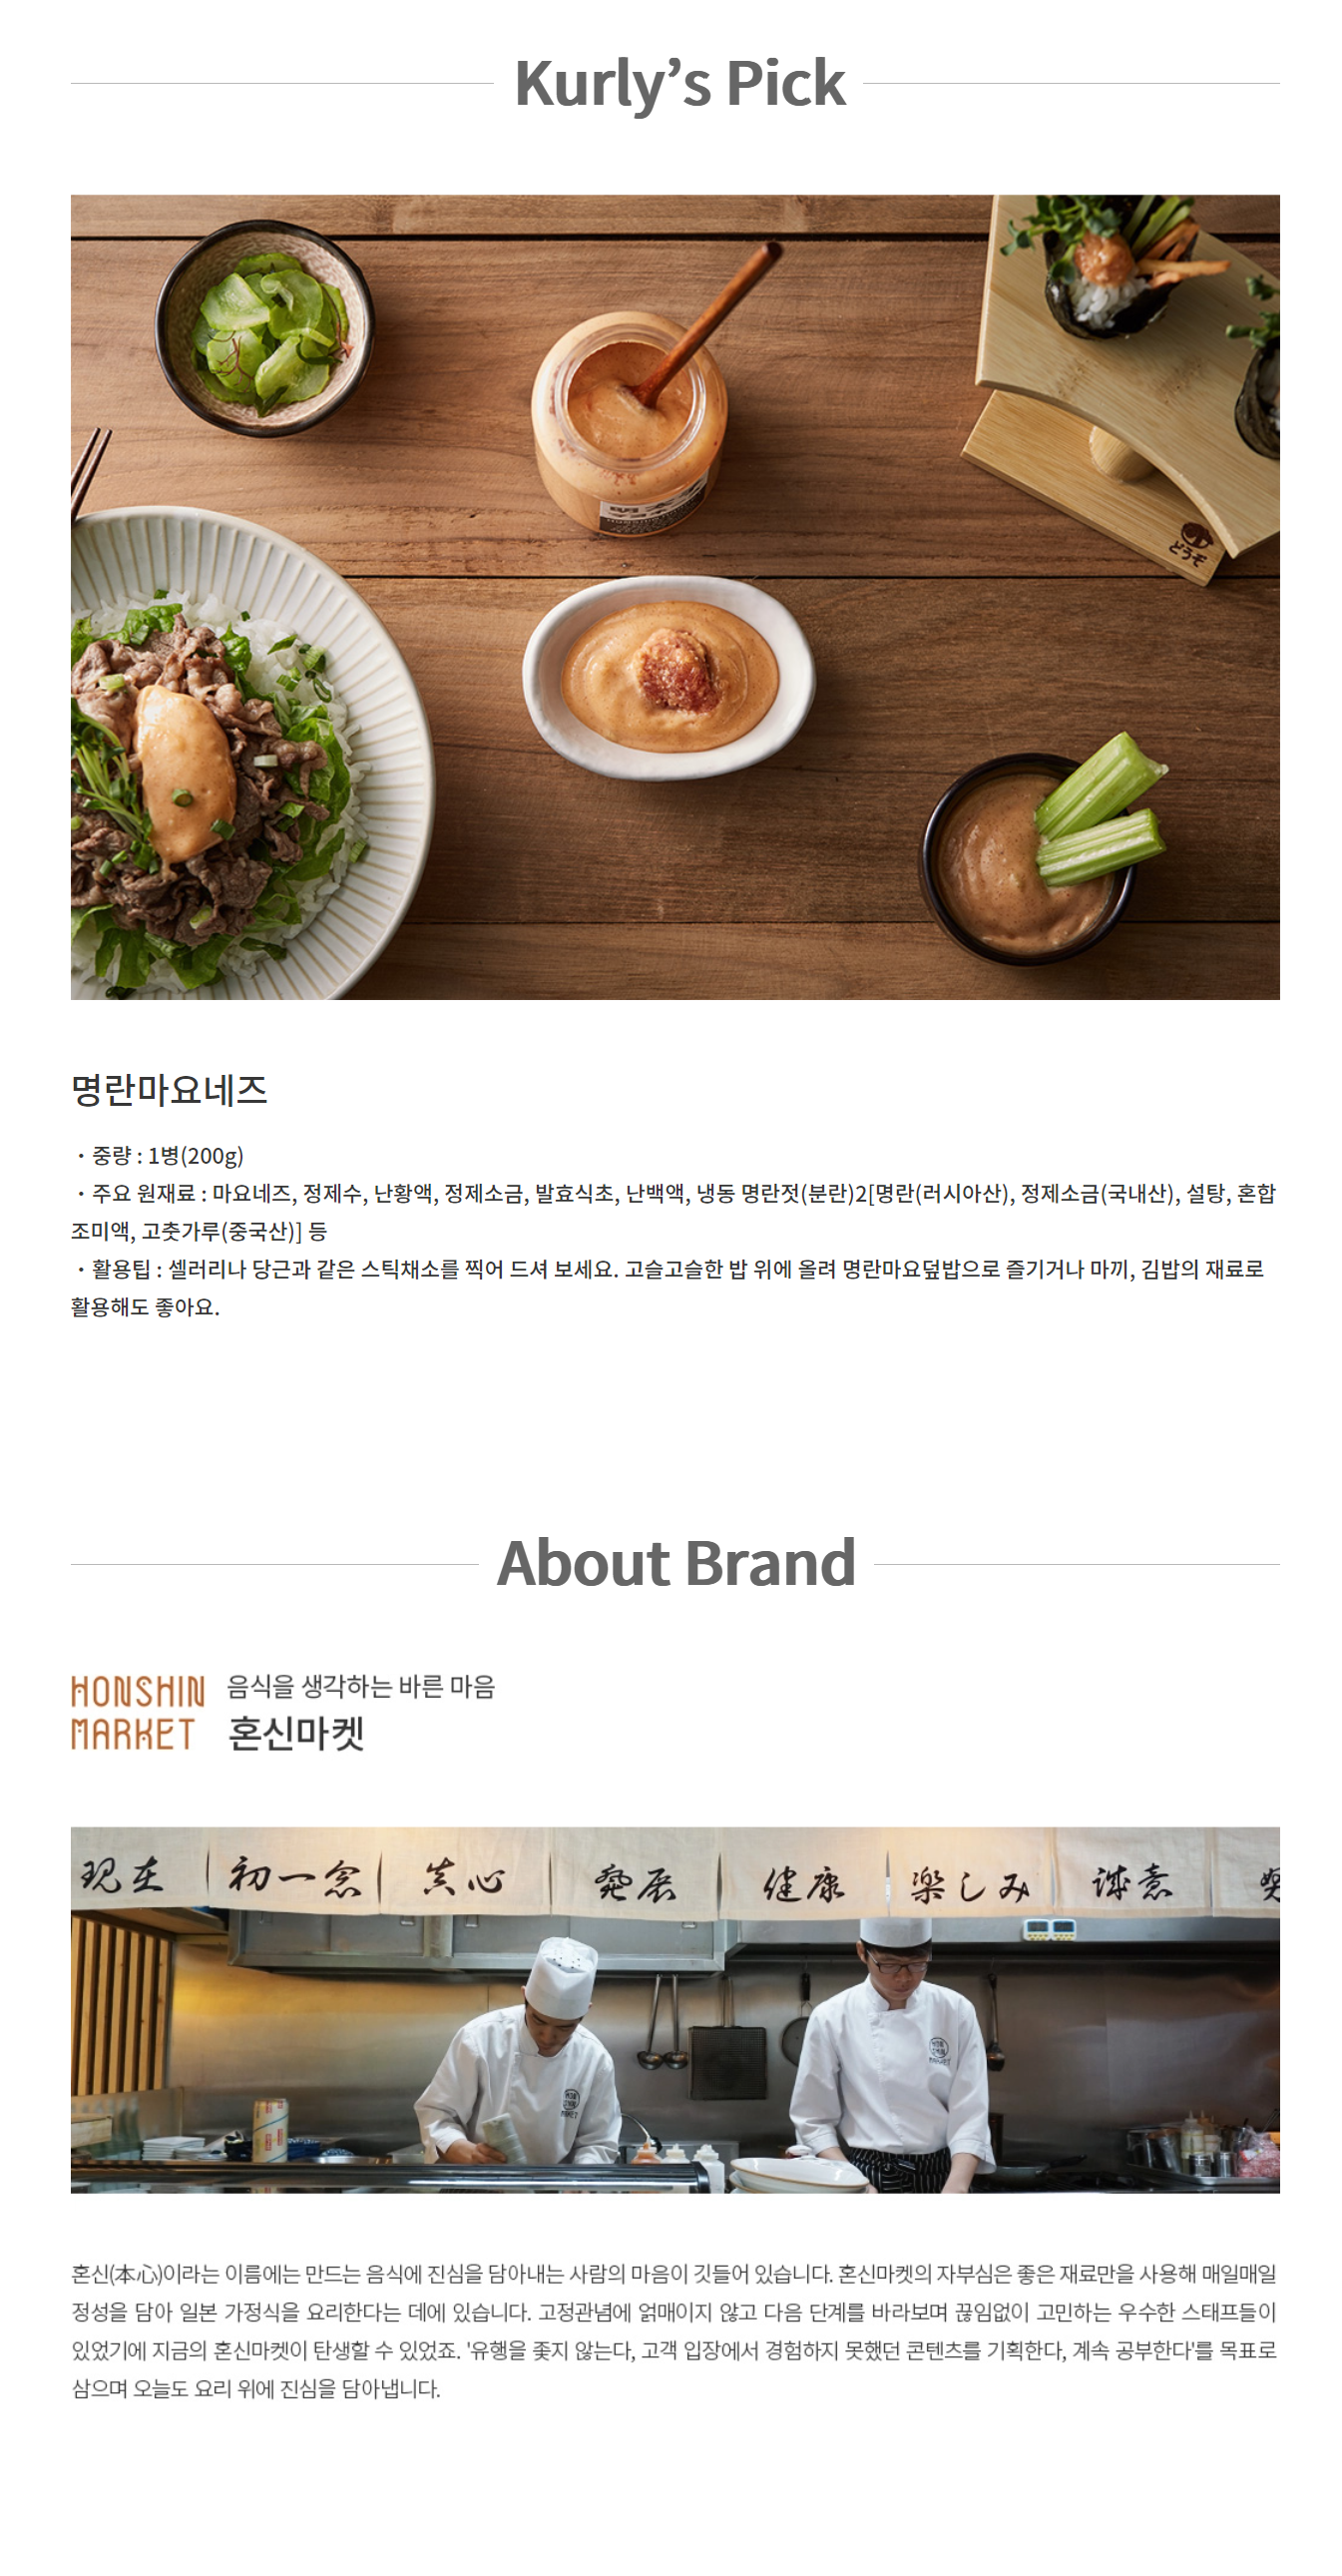 Kurly’s Pick
どうぞ
명란마요네즈
· 중량 : 1병(200g)
· 주요 원재료 : 마요네즈, 정제수, 난황액, 정제소금, 발효식초, 난백액, 냉동 명란젓(분란)2[명란(러시아산), 정제소금(국내산), 설탕, 혼합
조미액, 고춧가루(중국산)] 등
· 활용팁 : 셀러리나 당근과 같은 스틱채소를 찍어 드셔 보세요. 고슬고슬한 밥 위에 올려 명란마요덮밥으로 즐기거나 마끼, 김밥의 재료로
활용해도 좋아요.
About Brand
HONSHIN
MARKET
음식을 생각하는 바른 마음
혼신마켓
現在 初一念 真心 発展 健康 楽しみ 誠意
혼신(本心)이라는 이름에는 만드는 음식에 진심을 담아내는 사람의 마음이 깃들어 있습니다. 혼신마켓의 자부심은 좋은 재료만을 사용해 매일매일
정성을 담아 일본 가정식을 요리한다는 데에 있습니다. 고정관념에 얽매이지 않고 다음 단계를 바라보며 끊임없이 고민하는 우수한 스태프들이
있었기에 지금의 혼신마켓이 탄생할 수 있었죠. '유행을 좇지 않는다, 고객 입장에서 경험하지 못했던 콘텐츠를 기획한다, 계속 공부한다'를 목표로
삼으며 오늘도 요리 위에 진심을 담아냅니다.